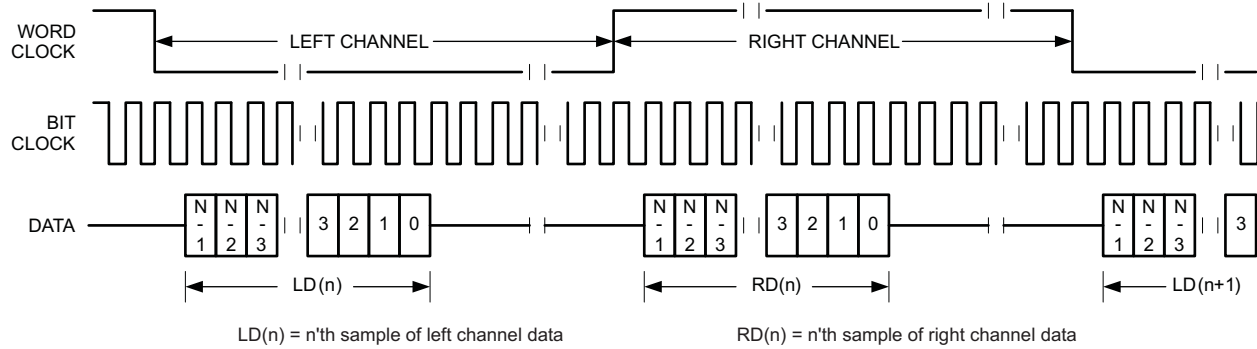 WORD
CLOCK
LEFT CHANNEL
RIGHT CHANNEL
BIT
CLOCK
DATA
N-1 N-2 N-3 3 2 1 0 N-1 N-2 N-3 3 2 1 0 N-1 N-2 N-3 3
LD(n) RD(n) LD(n+1)
LD(n) = n'th sample of left channel data RD(n) = n'th sample of right channel data